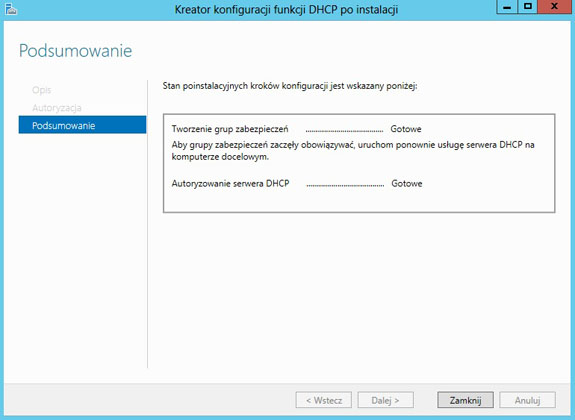 Kreator konfiguracji funkcji DHCP po instalacji
Podsumowanie
Opis
Autoryzacja
Podsumowanie
Stan poinstalacyjnych kroków konfiguracji jest wskazany poniżej:
Tworzenie grup zabezpieczeń ........................................ Gotowe
Aby grupy zabezpieczeń zaczęły obowiązywać, uruchom ponownie usługę serwera DHCP na
komputerze docelowym.
Autoryzowanie serwera DHCP ........................................ Gotowe
< Wstecz
Dalej >
Zamknij
Anuluj